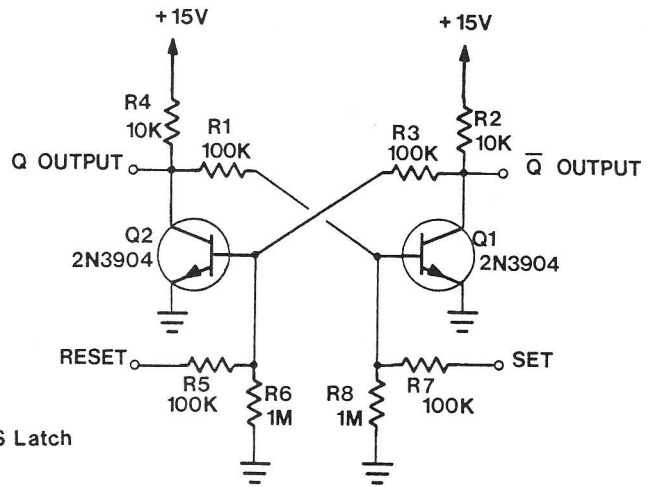 +15V
+15V
R4
10K
R1
100K
R3
100K
R2
10K
Q OUTPUT
Q̅ OUTPUT
Q2
2N3904
Q1
2N3904
RESET
SET
R5
100K
R6
1M
R8
1M
R7
100K
S Latch